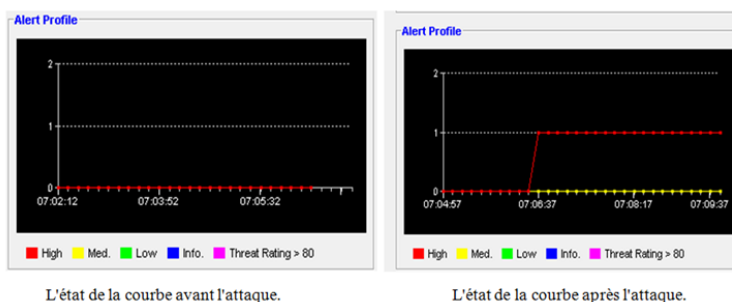 Alert Profile
2
1
0
07:02:12 07:03:52 07:05:32
High Med. Low Info. Threat Rating > 80
L'état de la courbe avant l'attaque.
Alert Profile
2
1
0
07:04:57 07:06:37 07:08:17 07:09:37
High Med. Low Info. Threat Rating > 80
L'état de la courbe après l'attaque.